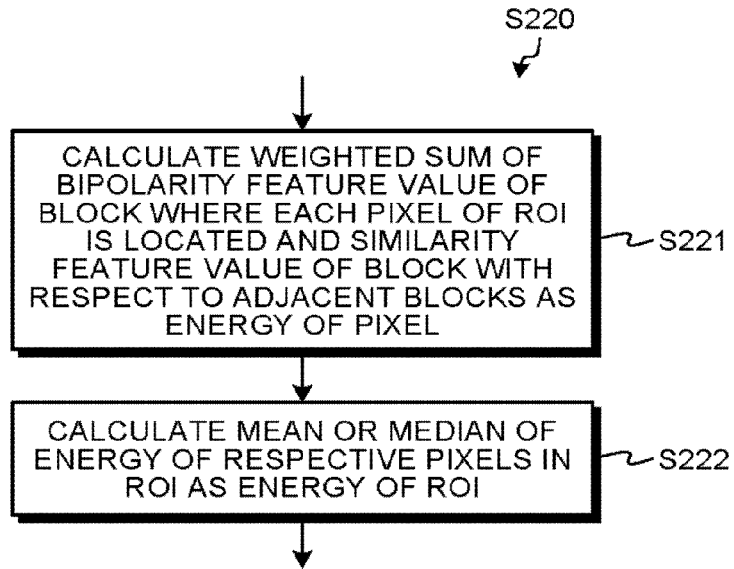 S220
CALCULATE WEIGHTED SUM OF
BIPOLARITY FEATURE VALUE OF
BLOCK WHERE EACH PIXEL OF ROI
IS LOCATED AND SIMILARITY
FEATURE VALUE OF BLOCK WITH
RESPECT TO ADJACENT BLOCKS AS
ENERGY OF PIXEL
S221
CALCULATE MEAN OR MEDIAN OF
ENERGY OF RESPECTIVE PIXELS IN
ROI AS ENERGY OF ROI
S222